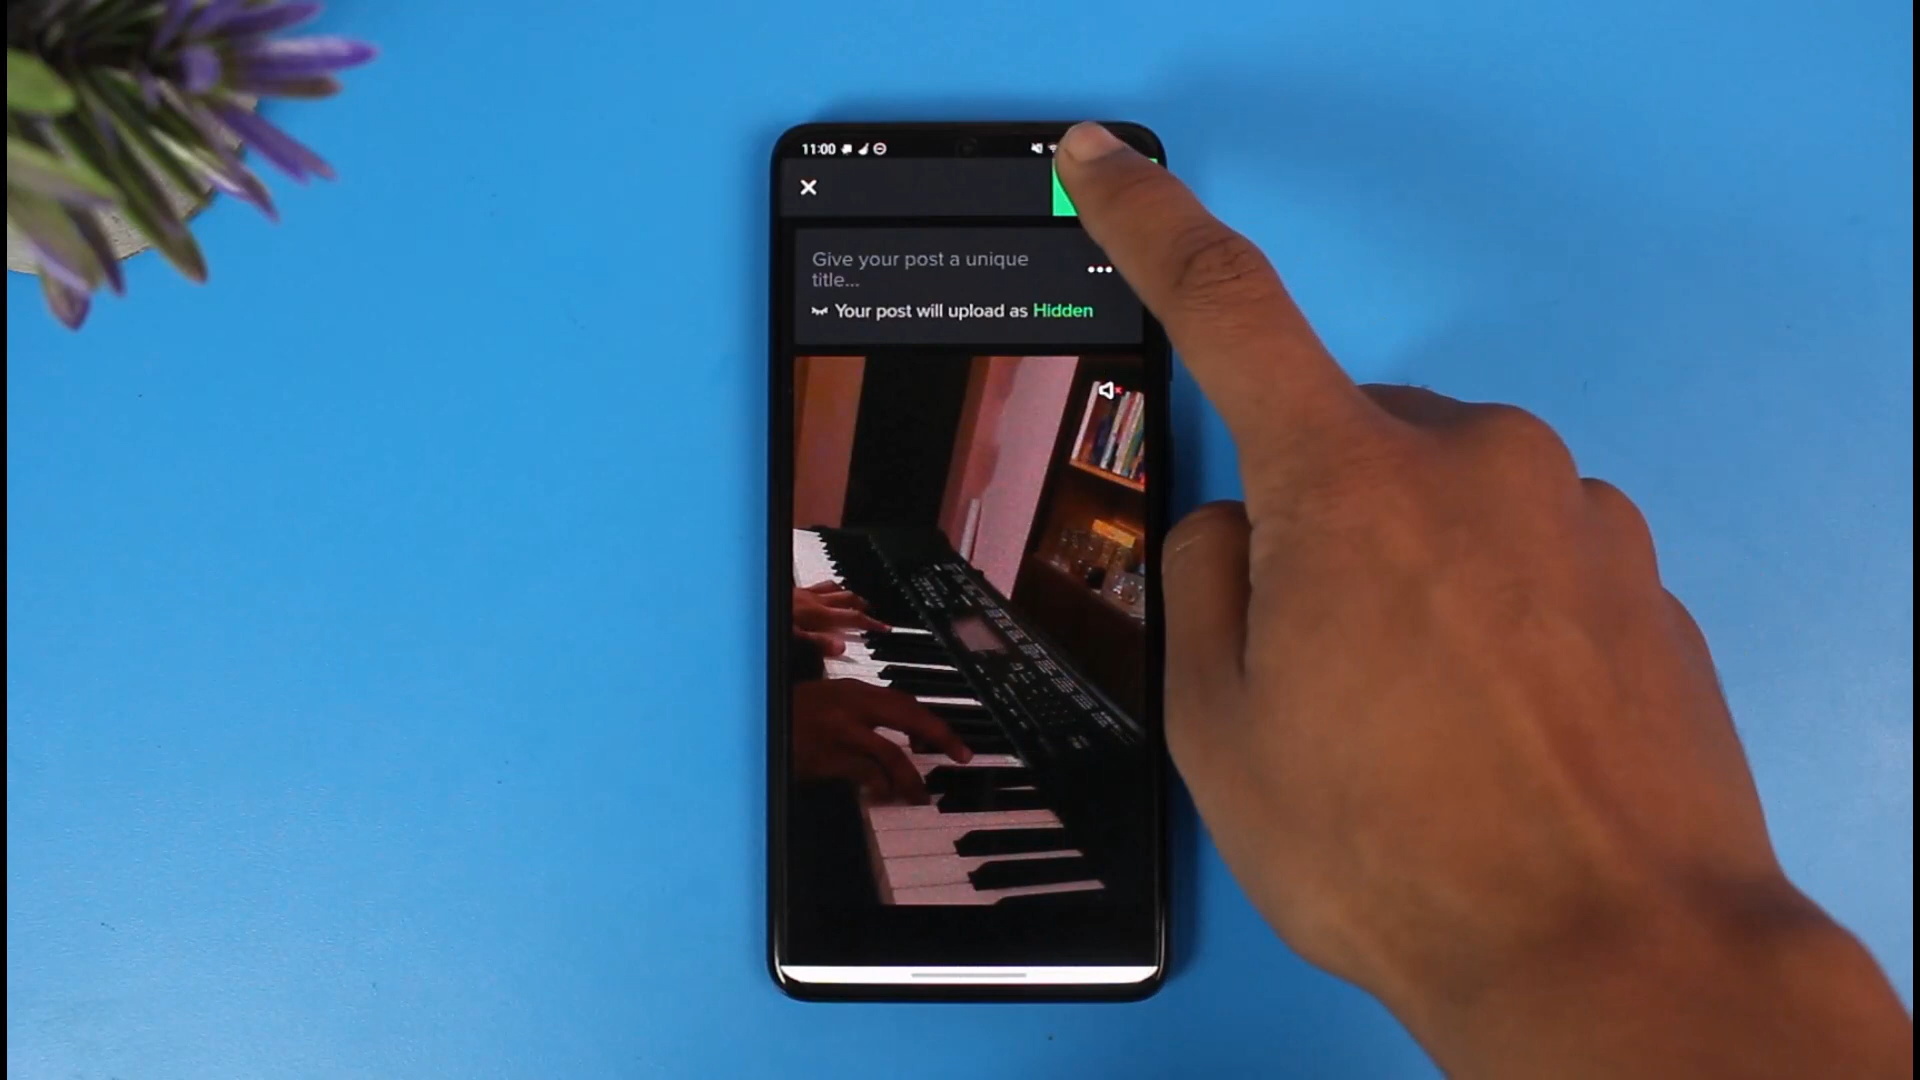 11:00
Give your post a unique
title...
Your post will upload as Hidden